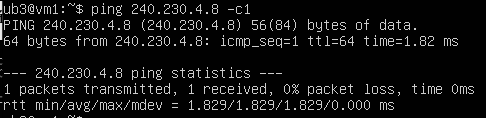 ub3@vm1:~$ ping 240.230.4.8 -c1
PING 240.230.4.8 (240.230.4.8) 56(84) bytes of data.
64 bytes from 240.230.4.8: icmp_seq=1 ttl=64 time=1.82 ms
--- 240.230.4.8 ping statistics ---
1 packets transmitted, 1 received, 0% packet loss, time 0ms
rtt min/avg/max/mdev = 1.829/1.829/1.829/0.000 ms